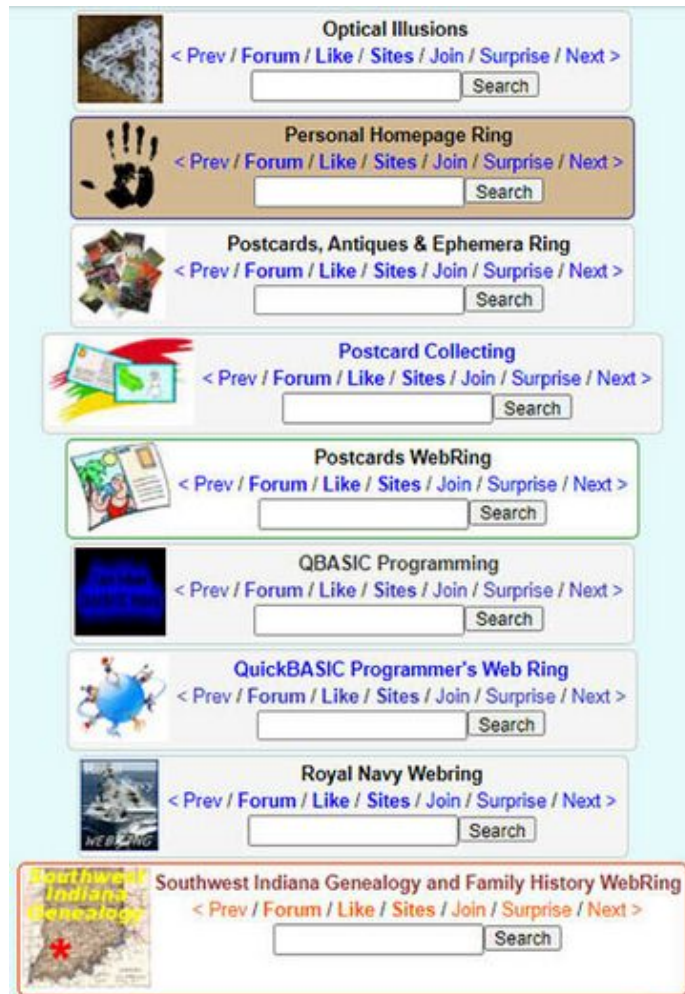 Optical Illusions
< Prev / Forum / Like / Sites / Join / Surprise / Next >
Search
Personal Homepage Ring
< Prev / Forum / Like / Sites / Join / Surprise / Next >
Search
Postcards, Antiques & Ephemera Ring
< Prev / Forum / Like / Sites / Join / Surprise / Next >
Search
Postcard Collecting
< Prev / Forum / Like / Sites / Join / Surprise / Next >
Search
Postcards WebRing
< Prev / Forum / Like / Sites / Join / Surprise / Next >
Search
QBASIC Programming
< Prev / Forum / Like / Sites / Join / Surprise / Next >
Search
QuickBASIC Programmer's Web Ring
< Prev / Forum / Like / Sites / Join / Surprise / Next >
Search
Royal Navy Webring
< Prev / Forum / Like / Sites / Join / Surprise / Next >
Search
WEBRING
Southwest
Indiana
Genealogy
Southwest Indiana Genealogy and Family History WebRing
< Prev / Forum / Like / Sites / Join / Surprise / Next >
Search